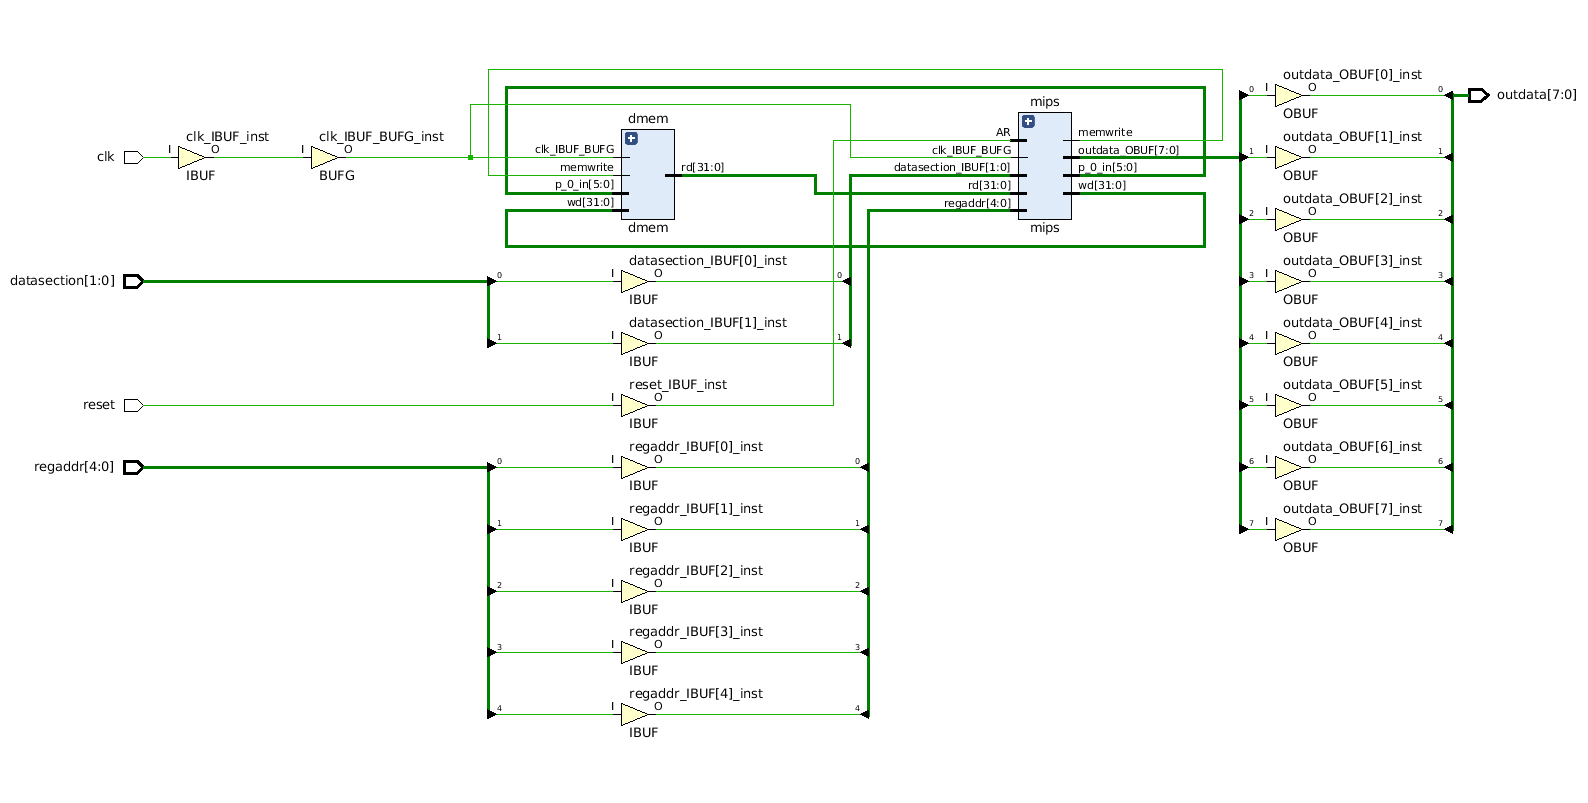 clk
I
clk_IBUF_inst
O
IBUF
I
clk_IBUF_BUFG_inst
O
BUFG
dmem
clk_IBUF_BUFG
memwrite
p_0_in[5:0]
wd[31:0]
rd[31:0]
dmem
mips
AR
clk_IBUF_BUFG
datasection_IBUF[1:0]
rd[31:0]
regaddr[4:0]
memwrite
outdata_OBUF[7:0]
p_0_in[5:0]
wd[31:0]
mips
datasection[1:0]
0
I
datasection_IBUF[0]_inst
O
IBUF
0
1
I
datasection_IBUF[1]_inst
O
IBUF
1
reset
I
reset_IBUF_inst
O
IBUF
regaddr[4:0]
0
I
regaddr_IBUF[0]_inst
O
IBUF
0
1
I
regaddr_IBUF[1]_inst
O
IBUF
1
2
I
regaddr_IBUF[2]_inst
O
IBUF
2
3
I
regaddr_IBUF[3]_inst
O
IBUF
3
4
I
regaddr_IBUF[4]_inst
O
IBUF
4
0
I
outdata_OBUF[0]_inst
O
OBUF
0
outdata[7:0]
1
I
outdata_OBUF[1]_inst
O
OBUF
1
2
I
outdata_OBUF[2]_inst
O
OBUF
2
3
I
outdata_OBUF[3]_inst
O
OBUF
3
4
I
outdata_OBUF[4]_inst
O
OBUF
4
5
I
outdata_OBUF[5]_inst
O
OBUF
5
6
I
outdata_OBUF[6]_inst
O
OBUF
6
7
I
outdata_OBUF[7]_inst
O
OBUF
7